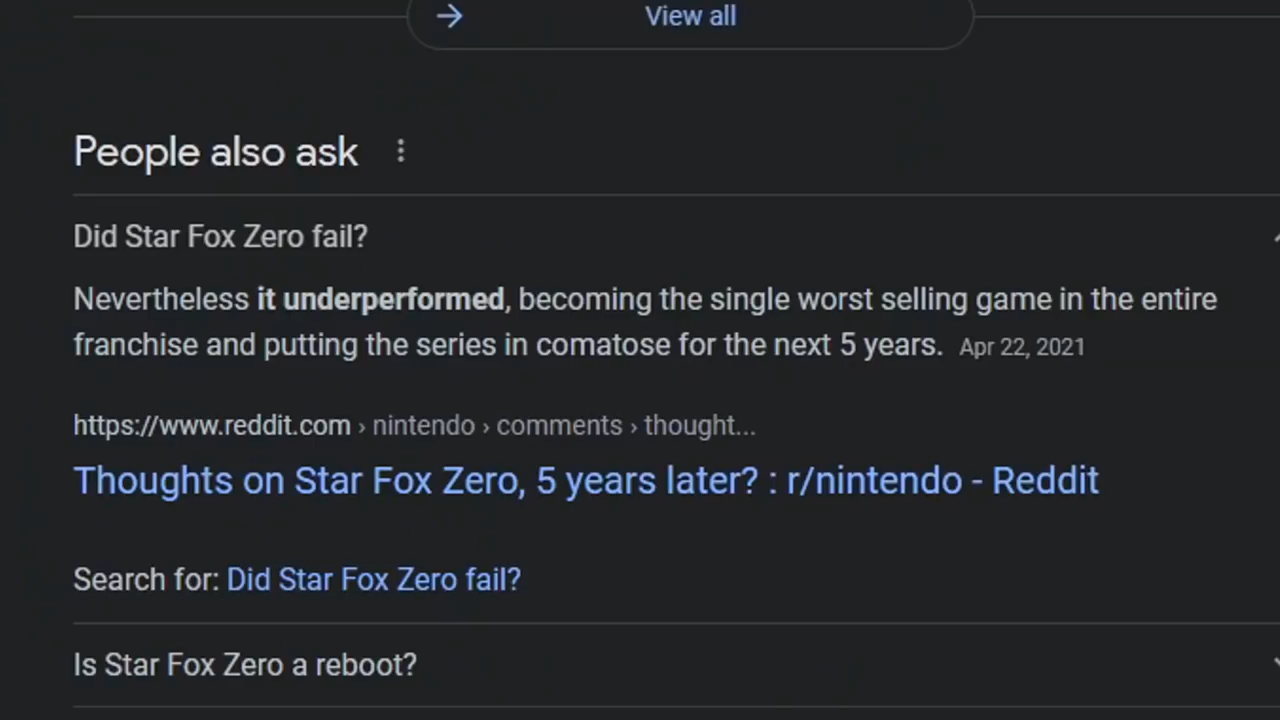 View all
People also ask
Did Star Fox Zero fail?
Nevertheless it underperformed, becoming the single worst selling game in the entire
franchise and putting the series in comatose for the next 5 years. Apr 22, 2021
https://www.reddit.com › nintendo › comments › thought...
Thoughts on Star Fox Zero, 5 years later? : r/nintendo - Reddit
Search for: Did Star Fox Zero fail?
Is Star Fox Zero a reboot?